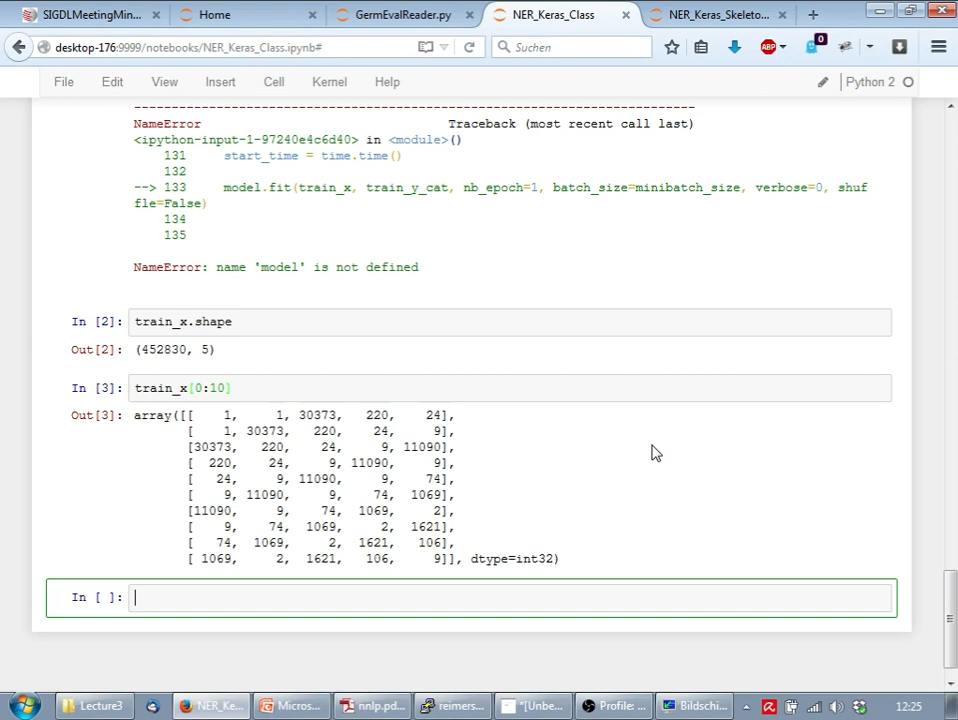 SIGDLMeetingMin...
Home
GermEvalReader.py
NER_Keras_Class
NER_Keras_Skeleto...
desktop-176:9999/notebooks/NER_Keras_Class.ipynb#
Suchen
ABP
0
File Edit View Insert Cell Kernel Help
Python 2
---------------------------------------------------------------------------
NameError Traceback (most recent call last)
<ipython-input-1-97240e4c6d40> in <module>()
131 start_time = time.time()
132
--> 133 model.fit(train_x, train_y_cat, nb_epoch=1, batch_size=minibatch_size, verbose=0, shuf
fle=False)
134
135
NameError: name 'model' is not defined
In [2]: train_x.shape
Out[2]: (452830, 5)
In [3]: train_x[0:10]
Out[3]: array([[ 1, 1, 30373, 220, 24],
[ 1, 30373, 220, 24, 9],
[30373, 220, 24, 9, 11090],
[ 220, 24, 9, 11090, 9],
[ 24, 9, 11090, 9, 74],
[ 9, 11090, 9, 74, 1069],
[11090, 9, 74, 1069, 2],
[ 9, 74, 1069, 2, 1621],
[ 74, 1069, 2, 1621, 106],
[ 1069, 2, 1621, 106, 9]], dtype=int32)
In [ ]:
Lecture3
NER_Ke...
Micros...
nnlp.pd...
reimers...
*[Unbe...
Profile: ...
Bildschi...
12:25